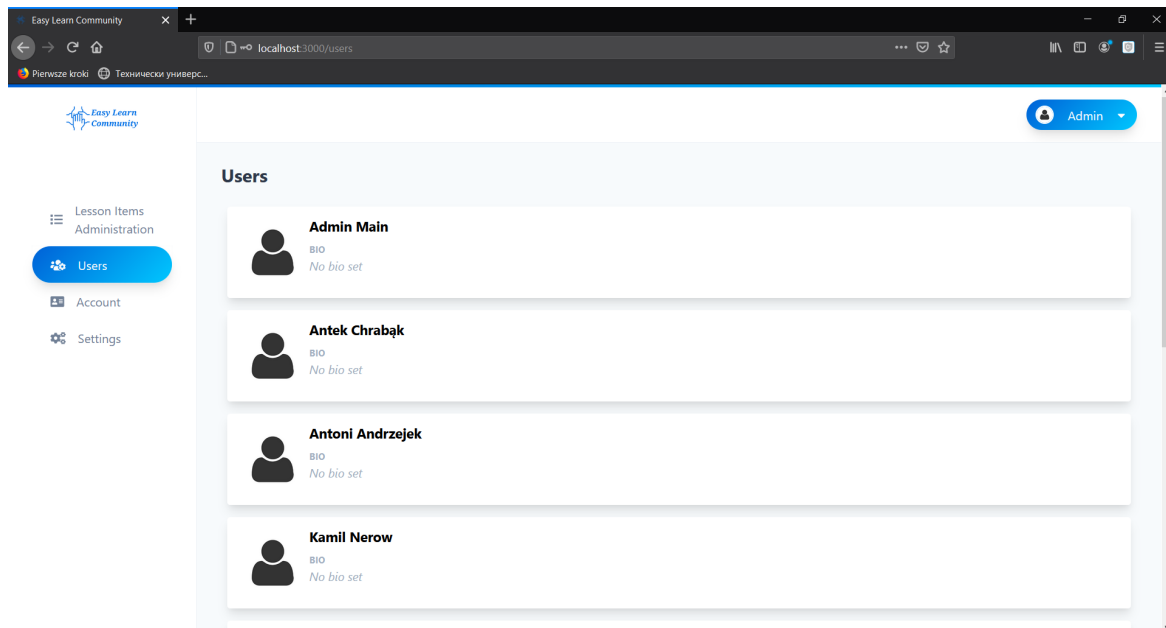 Easy Learn Community
localhost:3000/users
Pierwsze kroki
Технически универс...
Easy Learn
Community
Admin
Users
Lesson Items
Administration
Users
Account
Settings
Admin Main
BIO
No bio set
Antek Chrabąk
BIO
No bio set
Antoni Andrzejek
BIO
No bio set
Kamil Nerow
BIO
No bio set